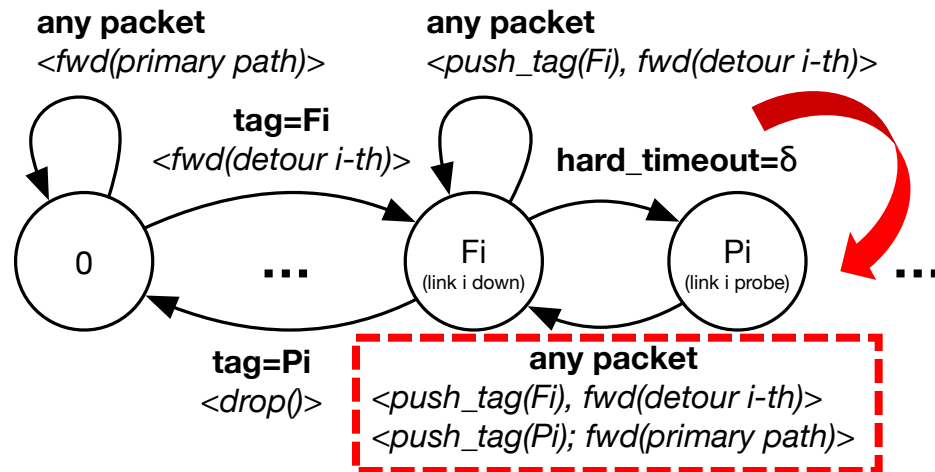 any packet
<fwd(primary path)>
any packet
<push_tag(Fi), fwd(detour i-th)>
tag=Fi
<fwd(detour i-th)>
hard_timeout=δ
0
...
Fi
(link i down)
Pi
(link i probe)
...
tag=Pi
<drop()>
any packet
<push_tag(Fi), fwd(detour i-th)>
<push_tag(Pi); fwd(primary path)>